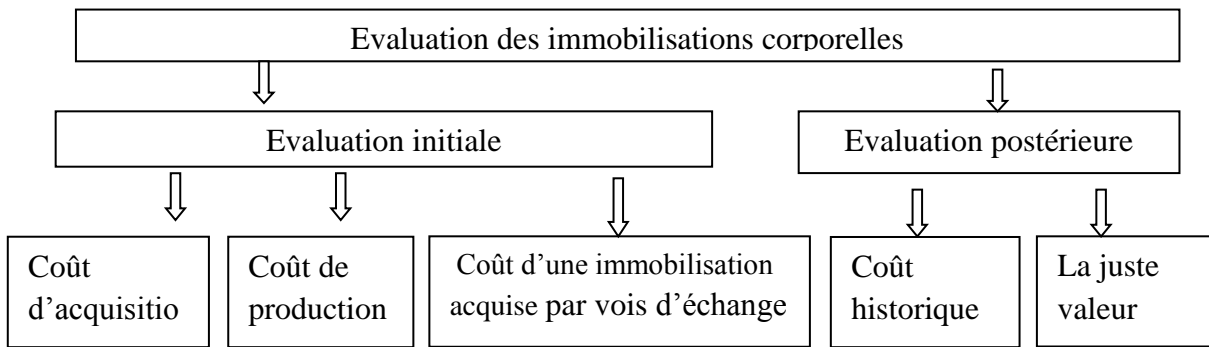 Evaluation des immobilisations corporelles
Evaluation initiale
Evaluation postérieure
Coût
d’acquisitio
Coût de
production
Coût d’une immobilisation
acquise par vois d’échange
Coût
historique
La juste
valeur